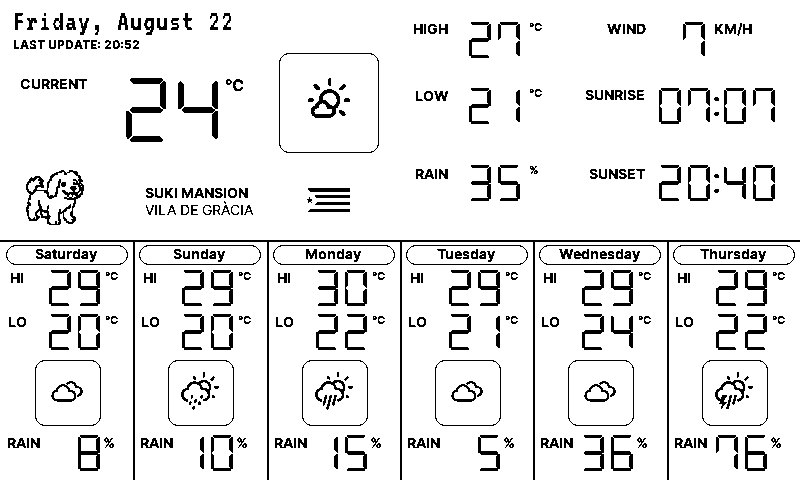 Friday, August 22
LAST UPDATE: 20:52
CURRENT 24 °C
HIGH 27 °C
WIND 7 KM/H
LOW 21 °C
SUNRISE 07:07
RAIN 35 %
SUNSET 20:40
SUKI MANSION
VILA DE GRÀCIA
Saturday
HI 29 °C
LO 20 °C
RAIN 8 %
Sunday
HI 29 °C
LO 20 °C
RAIN 10 %
Monday
HI 30 °C
LO 22 °C
RAIN 15 %
Tuesday
HI 29 °C
LO 21 °C
RAIN 5 %
Wednesday
HI 29 °C
LO 24 °C
RAIN 36 %
Thursday
HI 29 °C
LO 22 °C
RAIN 76 %